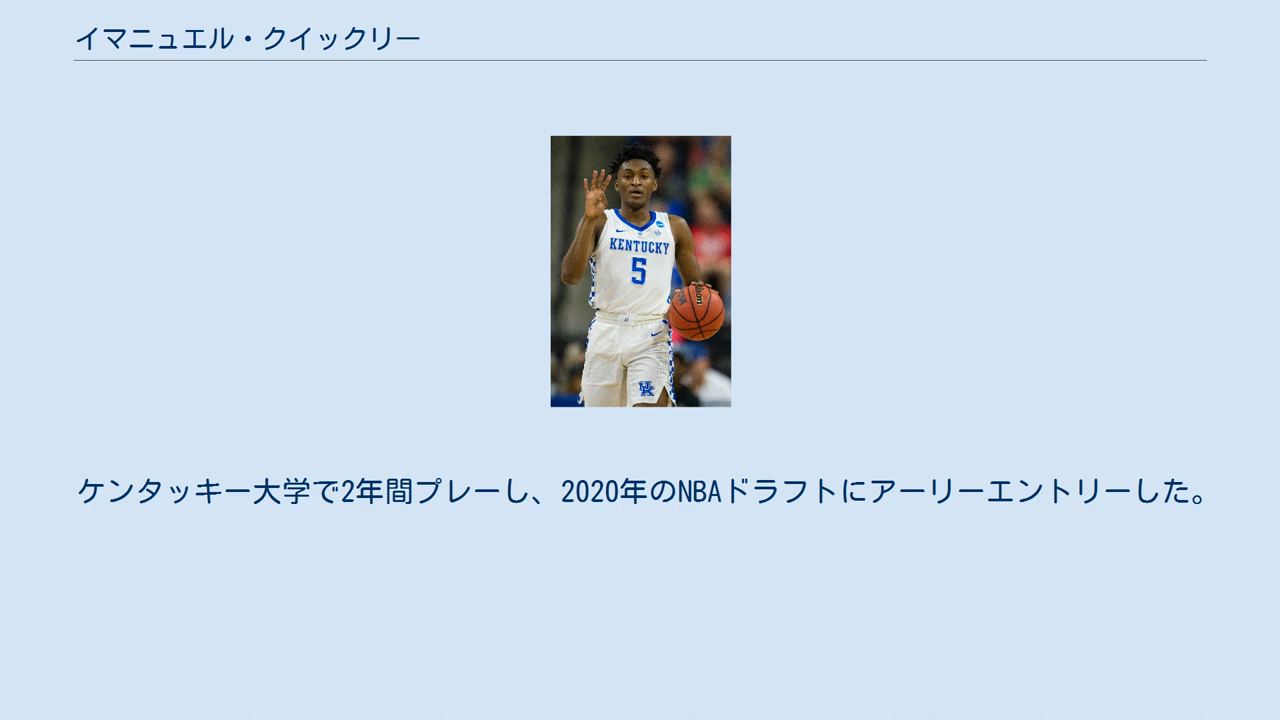 イマニュエル・クイックリー
KENTUCKY
5
UK
ケンタッキー大学で2年間プレーし、2020年のNBAドラフトにアーリーエントリーした。